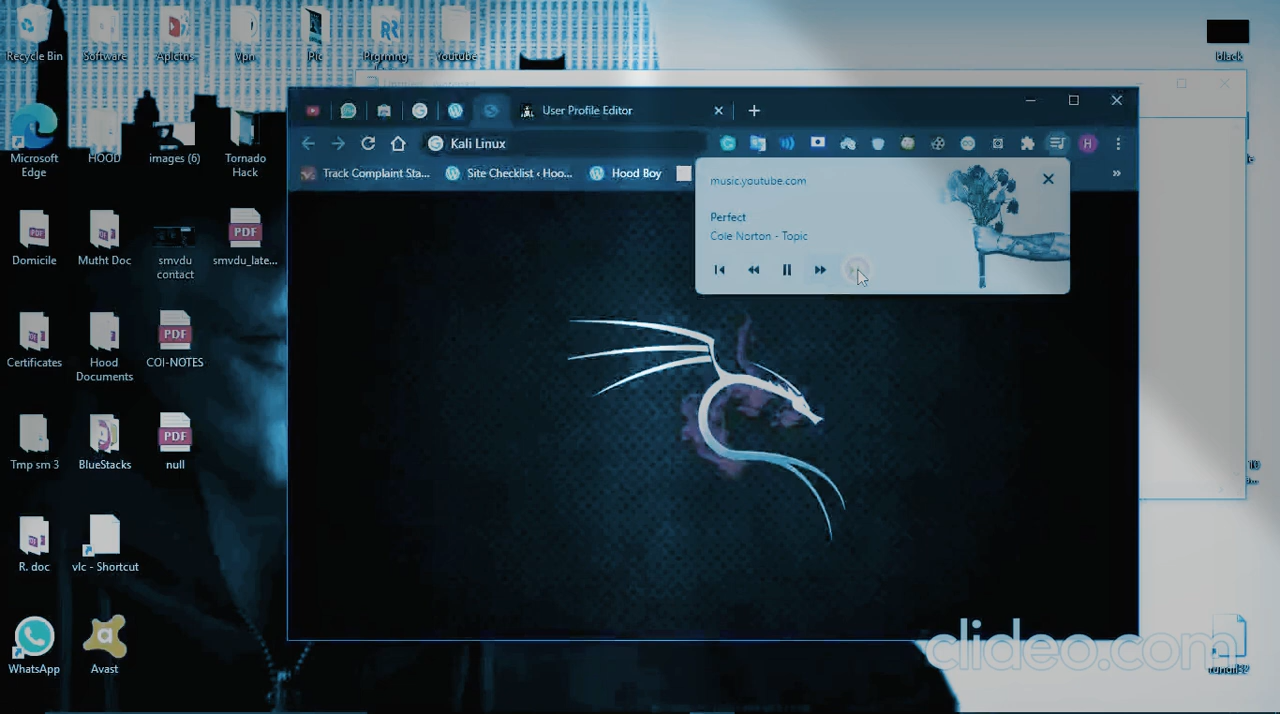 Recycle Bin
Software
Vpn
Pic
Youtube
black
User Profile Editor
Kali Linux
Microsoft
Edge
HOOD
images (6)
Tornado
Hack
Track Complaint Sta...
Site Checklist ‹ Hoo...
Hood Boy
»
music.youtube.com
Perfect
Cole Norton - Topic
H
Domicile
Mutht Doc
smvdu
contact
smvdu_late...
PDF
Certificates
Hood
Documents
COI-NOTES
PDF
Tmp sm 3
BlueStacks
null
PDF
R. doc
vlc - Shortcut
WhatsApp
Avast
clideo.com
rundll32